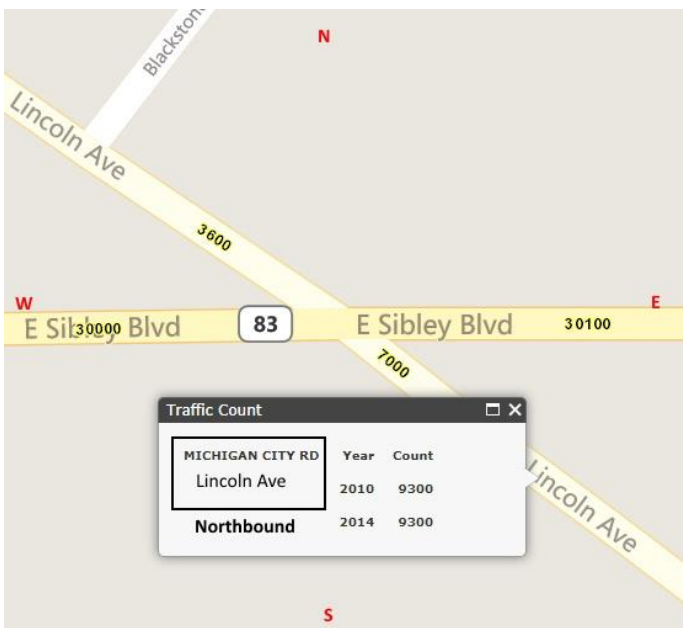 N
Blackston
Lincoln Ave
3600
W
E
E Sibley Blvd
30000
83
E Sibley Blvd
30100
7000
Traffic Count
MICHIGAN CITY RD Year Count
Lincoln Ave
2010 9300
Northbound 2014 9300
Lincoln Ave
S